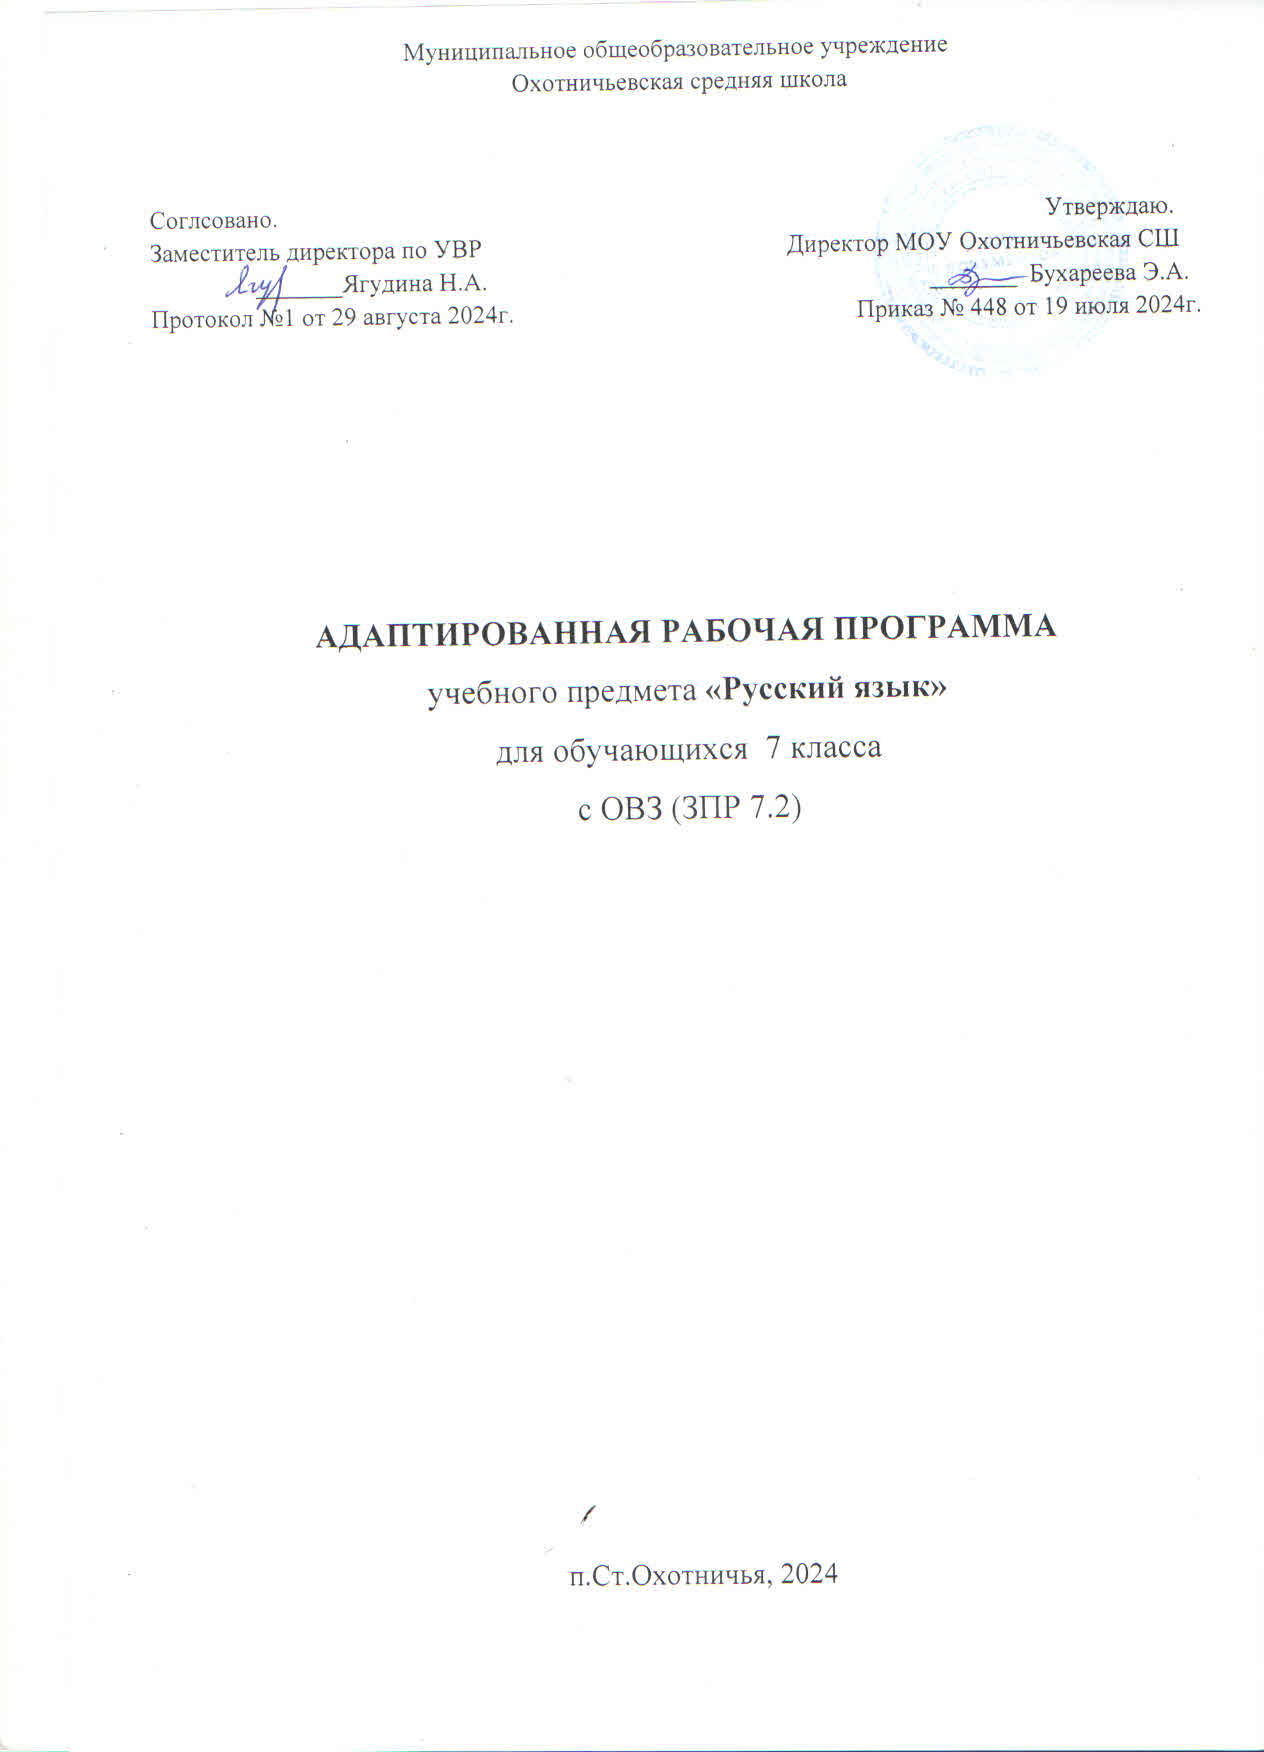 Муниципальное общеобразовательное учреждение
Охотничьевская средняя школа
Соглсовано.
Заместитель директора по УВР
_______Ягудина Н.А.
Протокол №1 от 29 августа 2024г.
Утверждаю.
Директор МОУ Охотничьевская СШ
_______ Бухареева Э.А.
Приказ № 448 от 19 июля 2024г.
АДАПТИРОВАННАЯ РАБОЧАЯ ПРОГРАММА
учебного предмета «Русский язык»
для обучающихся 7 класса
с ОВЗ (ЗПР 7.2)
п.Ст.Охотничья, 2024